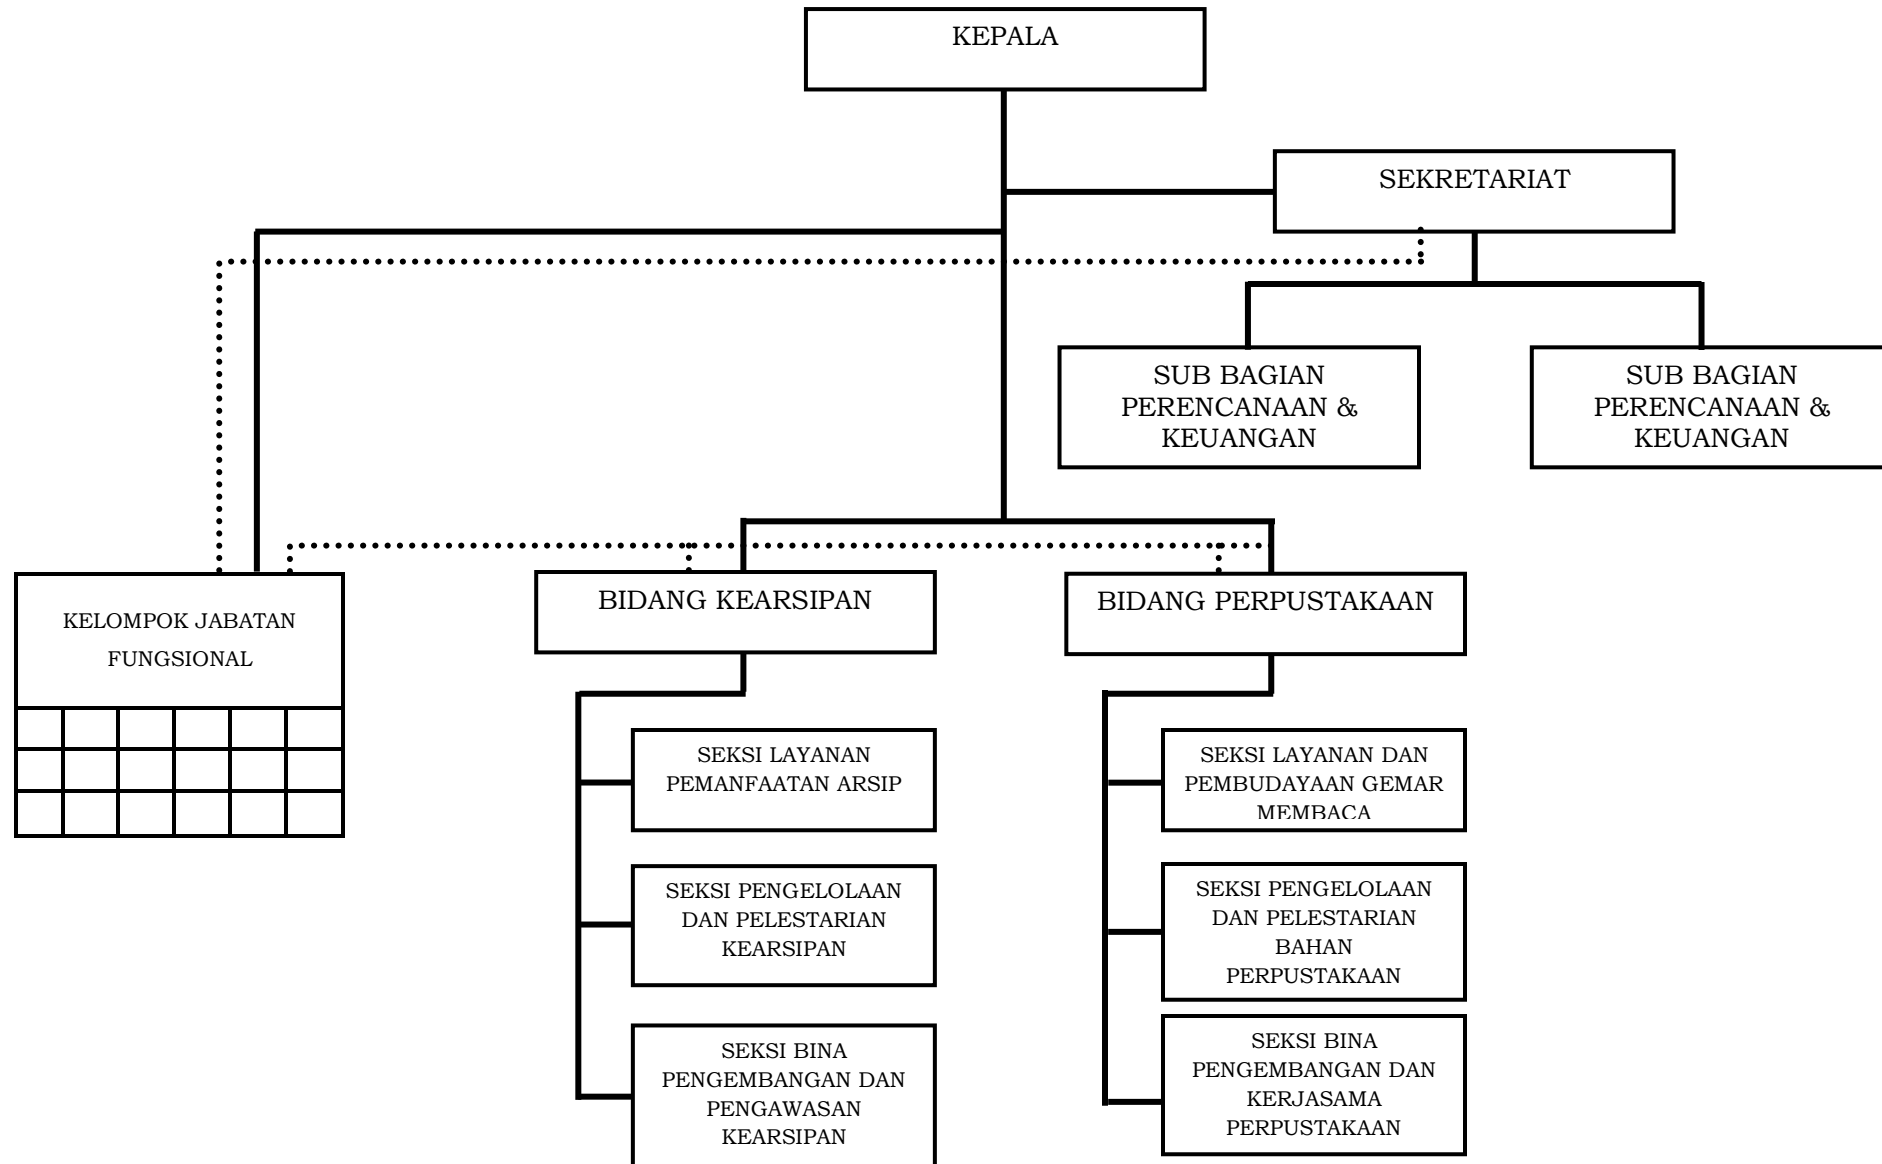 KEPALA
SEKRETARIAT
SUB BAGIAN
PERENCANAAN &
KEUANGAN
SUB BAGIAN
PERENCANAAN &
KEUANGAN
KELOMPOK JABATAN
FUNGSIONAL
BIDANG KEARSIPAN
BIDANG PERPUSTAKAAN
SEKSI LAYANAN
PEMANFAATAN ARSIP
SEKSI PENGELOLAAN
DAN PELESTARIAN
KEARSIPAN
SEKSI BINA
PENGEMBANGAN DAN
PENGAWASAN
KEARSIPAN
SEKSI LAYANAN DAN
PEMBUDAYAAN GEMAR
MEMBACA
SEKSI PENGELOLAAN
DAN PELESTARIAN
BAHAN
PERPUSTAKAAN
SEKSI BINA
PENGEMBANGAN DAN
KERJASAMA
PERPUSTAKAAN